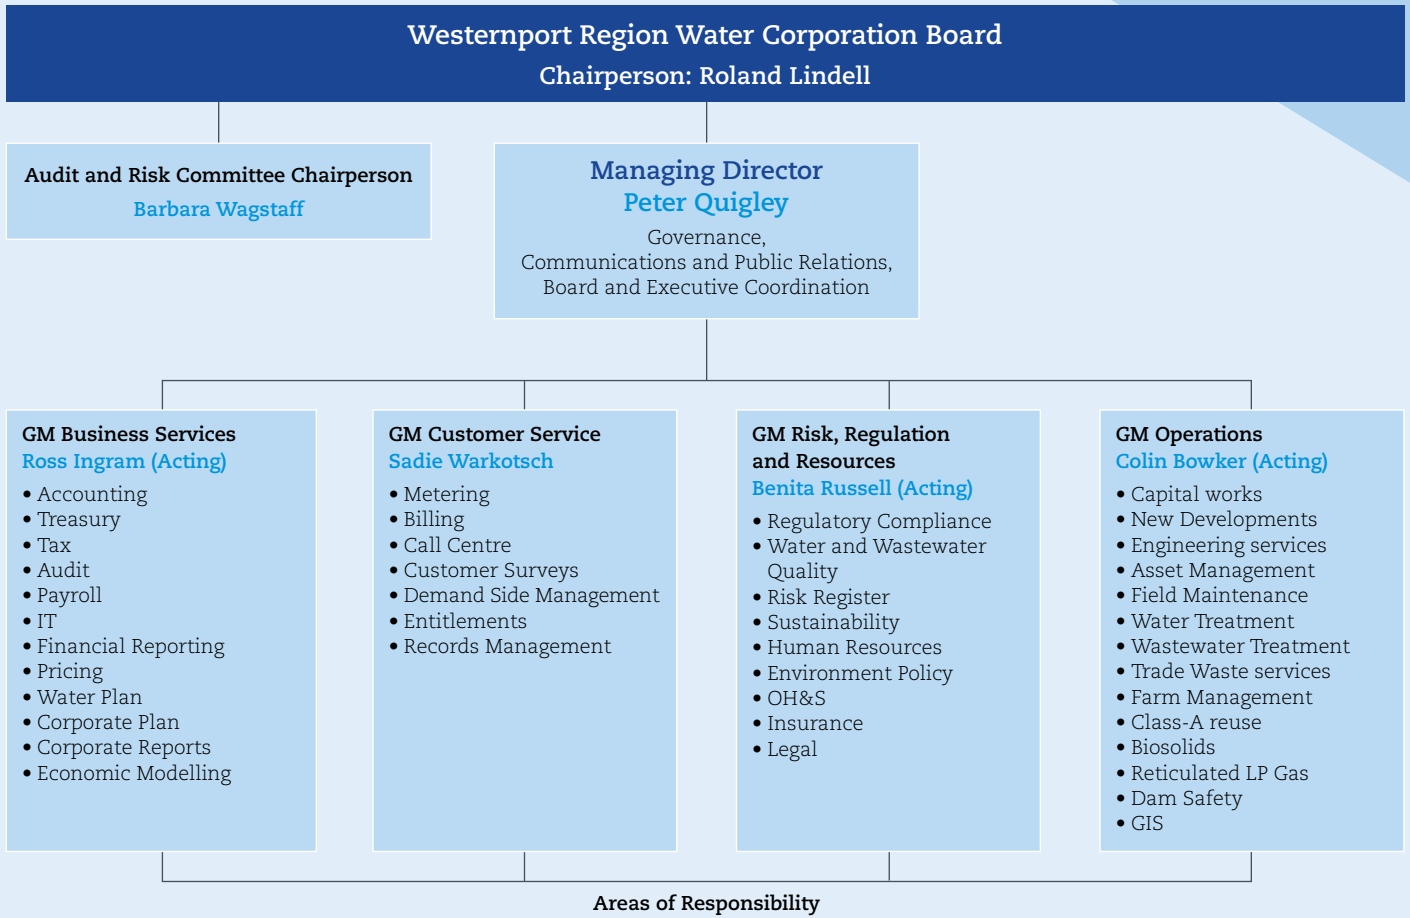 Westernport Region Water Corporation Board
Chairperson: Roland Lindell
Audit and Risk Committee Chairperson
Barbara Wagstaff
Managing Director
Peter Quigley
Governance,
Communications and Public Relations,
Board and Executive Coordination
GM Business Services
Ross Ingram (Acting)
• Accounting
• Treasury
• Tax
• Audit
• Payroll
• IT
• Financial Reporting
• Pricing
• Water Plan
• Corporate Plan
• Corporate Reports
• Economic Modelling
GM Customer Service
Sadie Warkotsch
• Metering
• Billing
• Call Centre
• Customer Surveys
• Demand Side Management
• Entitlements
• Records Management
GM Risk, Regulation
and Resources
Benita Russell (Acting)
• Regulatory Compliance
• Water and Wastewater
Quality
• Risk Register
• Sustainability
• Human Resources
• Environment Policy
• OH&S
• Insurance
• Legal
GM Operations
Colin Bowker (Acting)
• Capital works
• New Developments
• Engineering services
• Asset Management
• Field Maintenance
• Water Treatment
• Wastewater Treatment
• Trade Waste services
• Farm Management
• Class-A reuse
• Biosolids
• Reticulated LP Gas
• Dam Safety
• GIS
Areas of Responsibility